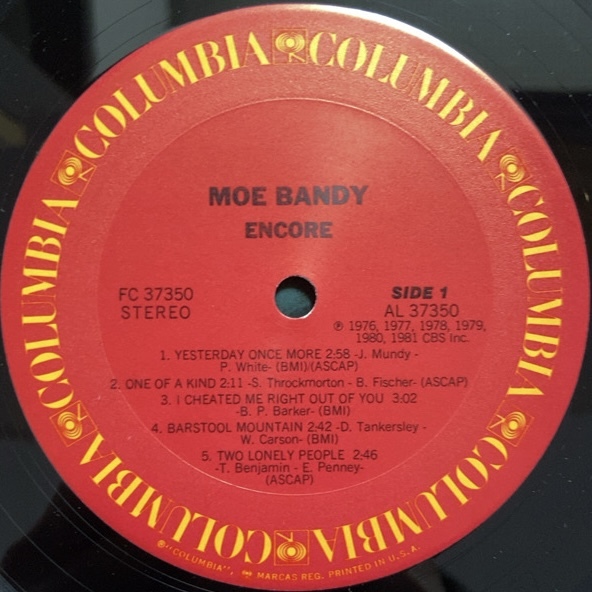 COLUMBIA COLUMBIA COLUMBIA COLUMBIA COLUMBIA COLUMBIA COLUMBIA COLUMBIA
MOE BANDY
ENCORE
FC 37350
STEREO
SIDE 1
AL 37350
℗ 1976, 1977, 1978, 1979,
1980, 1981 CBS Inc.
1. YESTERDAY ONCE MORE 2:58 -J. Mundy -
P. White- (BMI)/(ASCAP)
2. ONE OF A KIND 2:11 -S. Throckmorton - B. Fischer- (ASCAP)
3. I CHEATED ME RIGHT OUT OF YOU 3:02
-B. P. Barker- (BMI)
4. BARSTOOL MOUNTAIN 2:42 -D. Tankersley -
W. Carson- (BMI)
5. TWO LONELY PEOPLE 2:46
-T. Benjamin - E. Penney-
(ASCAP)
®"COLUMBIA", MARCAS REG. PRINTED IN U.S.A.